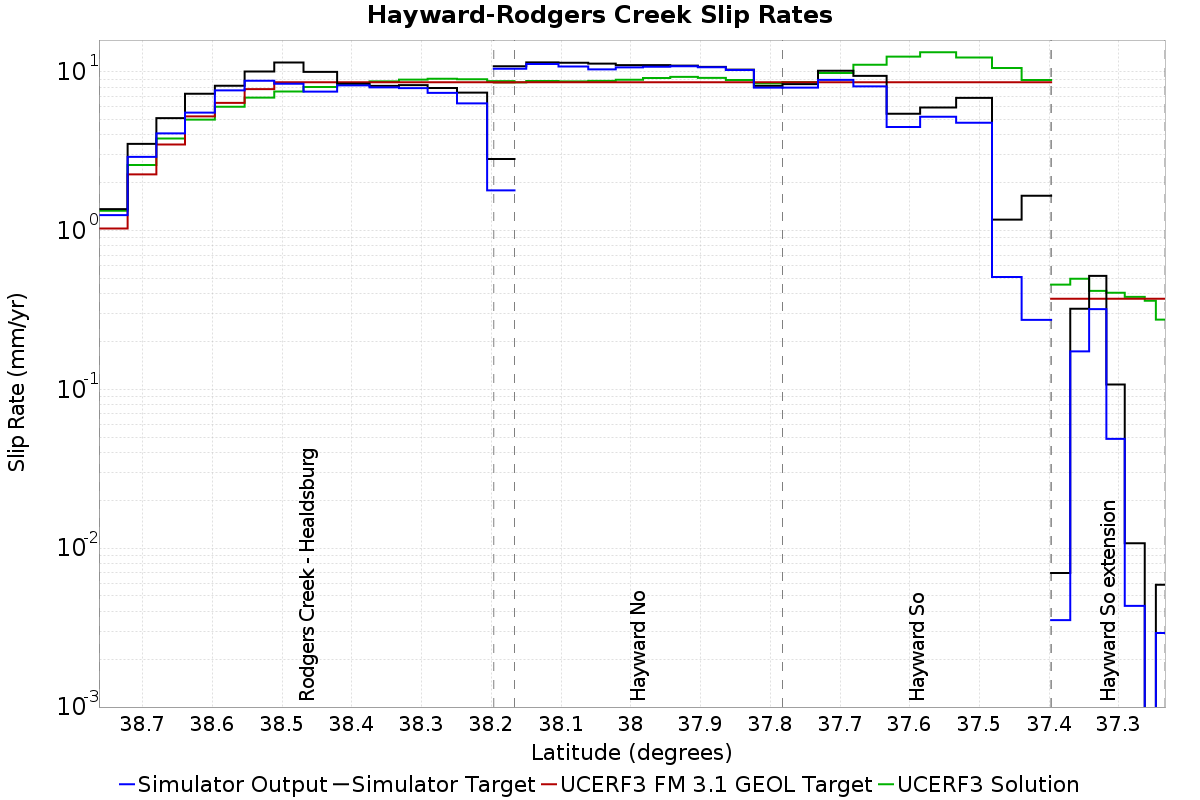 Hayward-Rodgers Creek Slip Rates
Slip Rate (mm/yr)
10^1
10^0
10^-1
10^-2
10^-3
Rodgers Creek - Healdsburg
Hayward No
Hayward So
Hayward So extension
38.7 38.6 38.5 38.4 38.3 38.2 38.1 38 37.9 37.8 37.7 37.6 37.5 37.4 37.3
Latitude (degrees)
Simulator Output Simulator Target UCERF3 FM 3.1 GEOL Target UCERF3 Solution